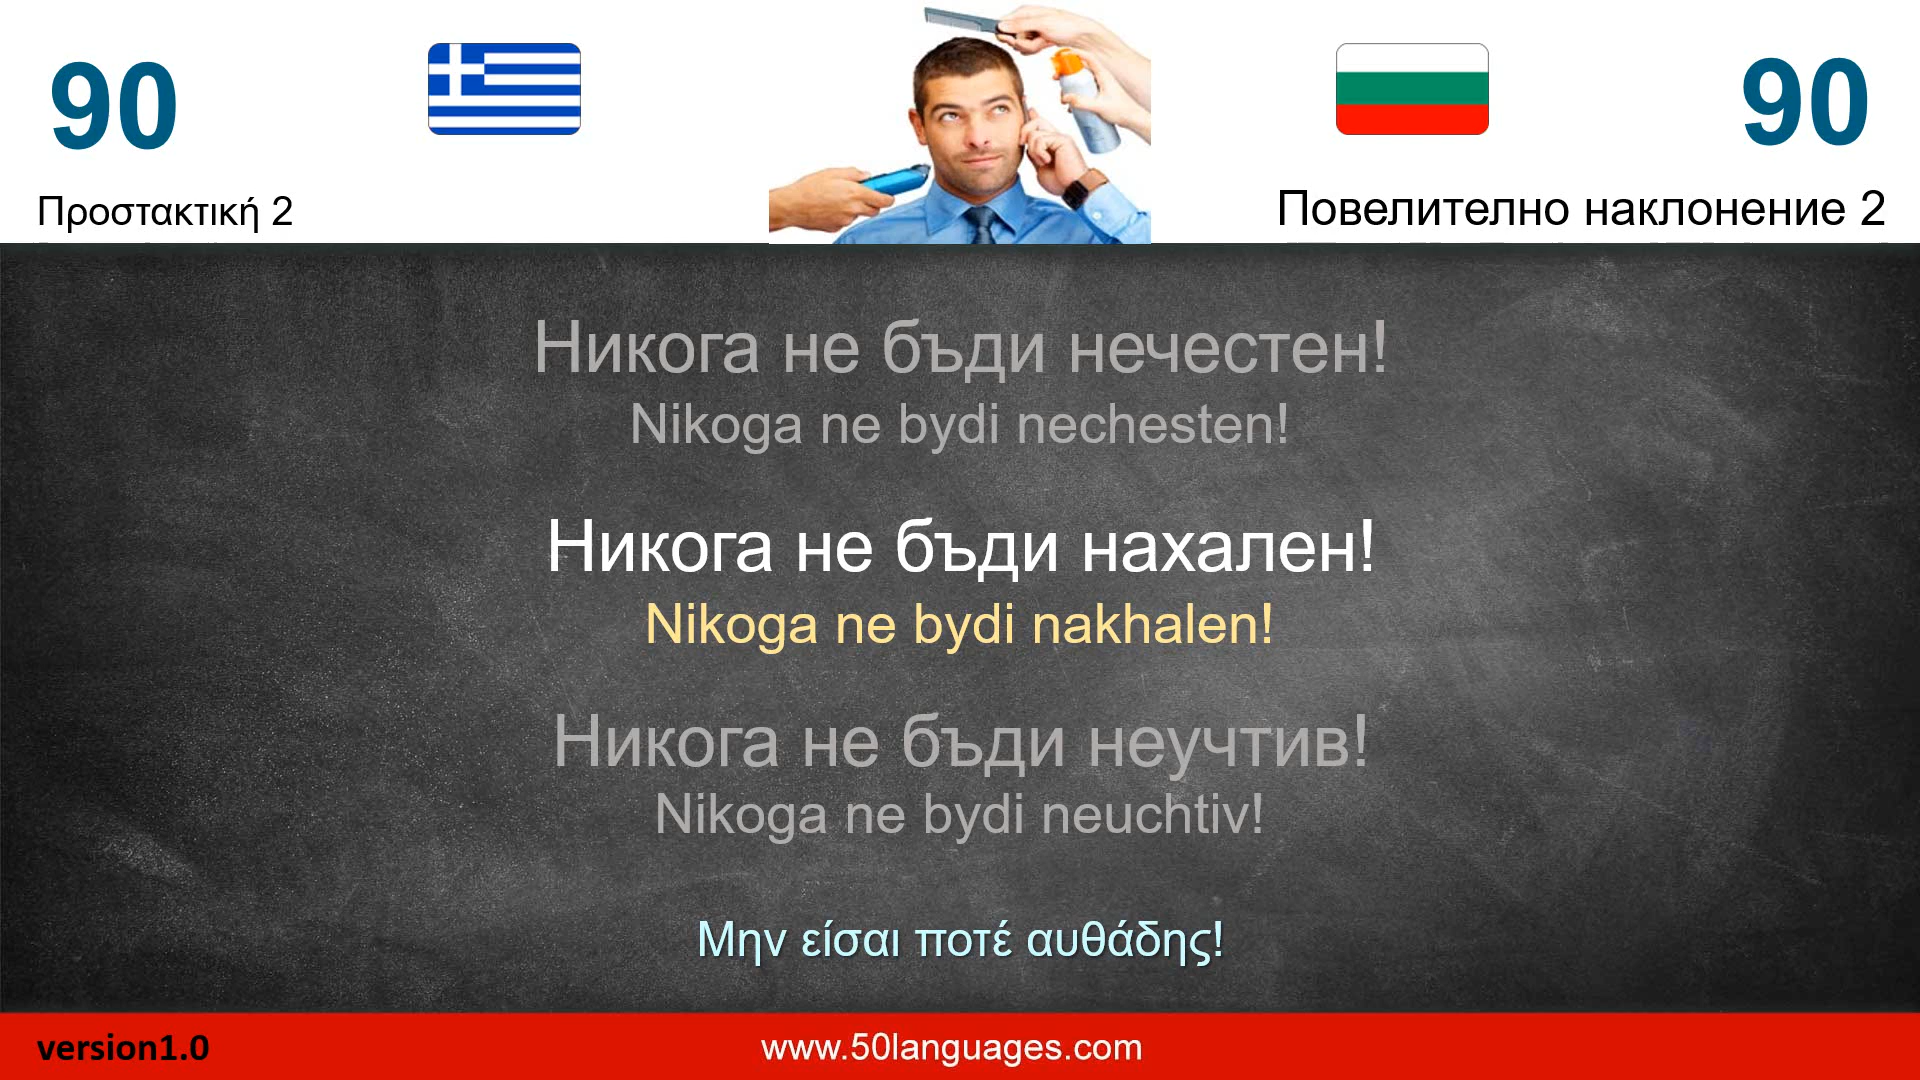 90
90
Προστακτική 2
Повелително наклонение 2
Никога не бъди нечестен!
Nikoga ne bydi nechesten!
Никога не бъди нахален!
Nikoga ne bydi nakhalen!
Никога не бъди неучтив!
Nikoga ne bydi neuchtiv!
Μην είσαι ποτέ αυθάδης!
version1.0
www.50languages.com